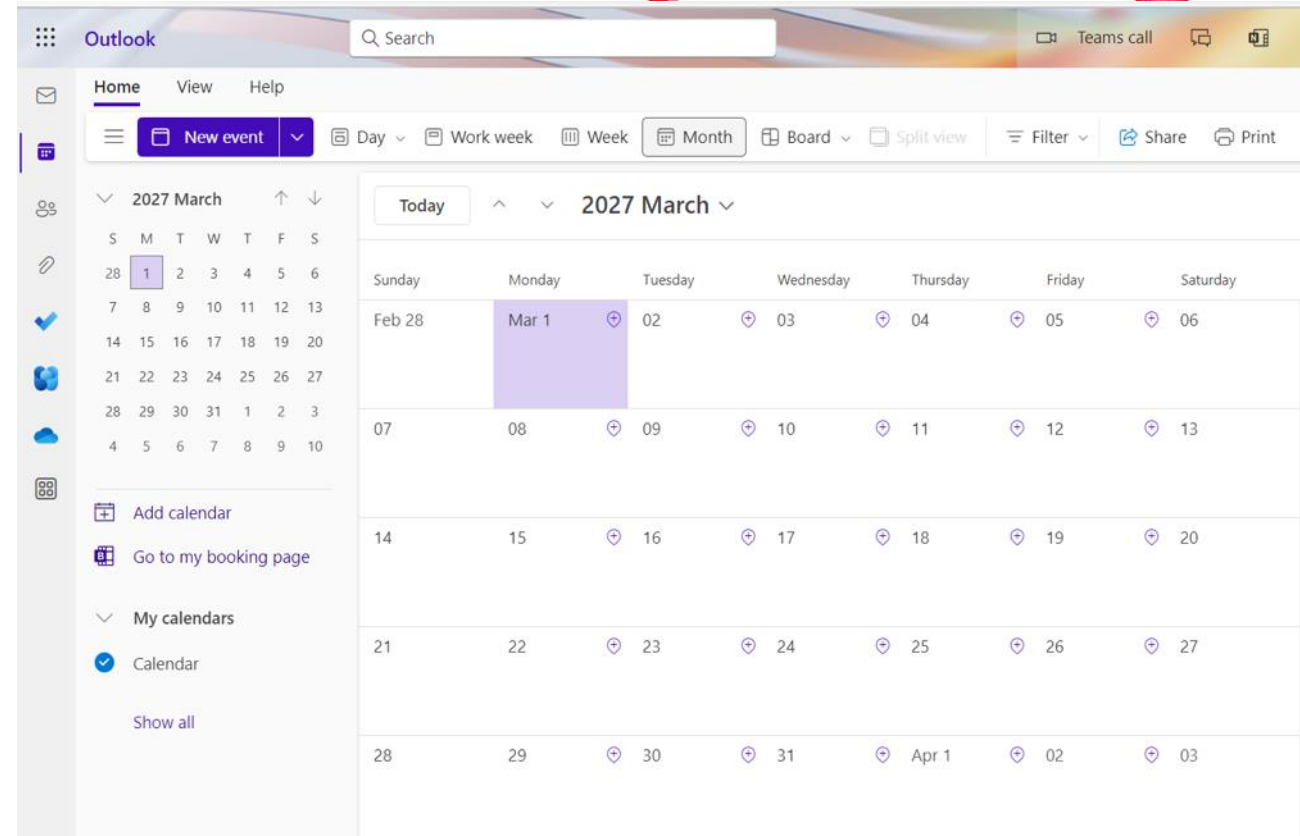 Outlook
Search
Teams call
Home View Help
New event Day Work week Week Month Board Split view Filter Share Print
2027 March
S M T W T F S
28 1 2 3 4 5 6
7 8 9 10 11 12 13
14 15 16 17 18 19 20
21 22 23 24 25 26 27
28 29 30 31 1 2 3
4 5 6 7 8 9 10
Add calendar
Go to my booking page
My calendars
Calendar
Show all
Today 2027 March
Sunday Monday Tuesday Wednesday Thursday Friday Saturday
Feb 28 Mar 1 02 03 04 05 06
07 08 09 10 11 12 13
14 15 16 17 18 19 20
21 22 23 24 25 26 27
28 29 30 31 Apr 1 02 03